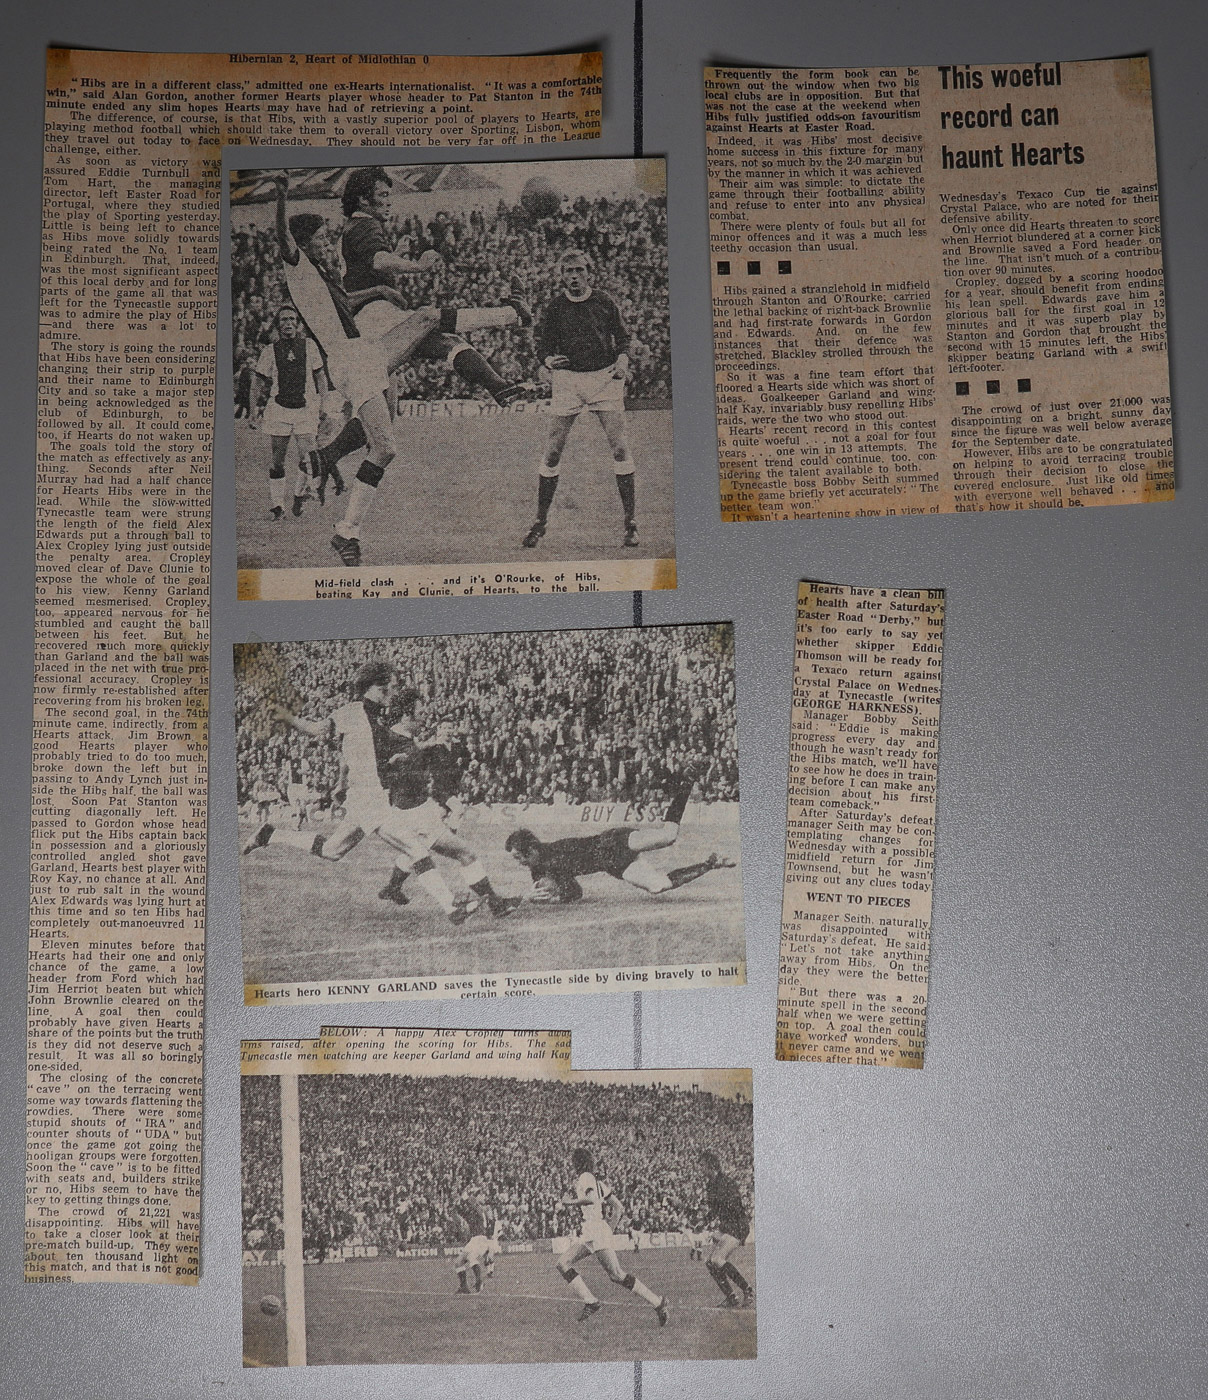 Hibernian 2, Heart of Midlothian 0
"Hibs are in a different class," admitted one ex-Hearts internationalist. "It was a comfortable
win," said Alan Gordon, another former Hearts player whose header to Pat Stanton in the 74th
minute ended any slim hopes Hearts may have had of retrieving a point.
The difference, of course, is that Hibs, with a vastly superior pool of players to Hearts, are
playing method football which should take them to overall victory over Sporting, Lisbon, whom
they travel out today to face on Wednesday. They should not be very far off in the League
challenge, either.
As soon as victory was
assured Eddie Turnbull and
Tom Hart, the managing
director, left Easter Road for
Portugal, where they studied
the play of Sporting yesterday.
Little is being left to chance
as Hibs move solidly towards
being rated the No. 1 team
in Edinburgh. That, indeed,
was the most significant aspect
of this local derby and for long
parts of the game all that was
left for the Tynecastle support
was to admire the play of Hibs
—and there was a lot to
admire.
The story is going the rounds
that Hibs have been considering
changing their strip to purple
and their name to Edinburgh
City and so take a major step
in being acknowledged as the
club of Edinburgh, to be
followed by all. It could come,
too, if Hearts do not waken up.
The goals told the story of
the match as effectively as any-
thing. Seconds after Neil
Murray had had a half chance
for Hearts Hibs were in the
lead. While the slow-witted
Tynecastle team were strung
the length of the field Alex
Edwards put a through ball to
Alex Cropley lying just outside
the penalty area. Cropley
moved clear of Dave Clunie to
expose the whole of the goal
to his view. Kenny Garland
seemed mesmerised. Cropley,
too, appeared nervous for he
stumbled and caught the ball
between his feet. But he
recovered much more quickly
than Garland and the ball was
placed in the net with true pro-
fessional accuracy. Cropley is
now firmly re-established after
recovering from his broken leg.
The second goal, in the 74th
minute came, indirectly, from a
Hearts attack. Jim Brown, a
good Hearts player who
probably tried to do too much,
broke down the left but in
passing to Andy Lynch just in-
side the Hibs half, the ball was
lost. Soon Pat Stanton was
cutting diagonally left. He
passed to Gordon whose head
flick put the Hibs captain back
in possession and a gloriously
controlled angled shot gave
Garland, Hearts best player with
Roy Kay, no chance at all. And
just to rub salt in the wound
Alex Edwards was lying hurt at
this time and so ten Hibs had
completely out-manoeuvred 11
Hearts.
Eleven minutes before that
Hearts had their one and only
chance of the game, a low
header from Ford which had
Jim Herriot beaten but which
John Brownlie cleared on the
line. A goal then could
probably have given Hearts a
share of the points but the truth
is they did not deserve such a
result. It was all so boringly
one-sided.
The closing of the concrete
"cave" on the terracing went
some way towards flattening the
rowdies. There were some
stupid shouts of "IRA" and
counter shouts of "UDA" but
once the game got going the
hooligan groups were forgotten.
Soon the "cave" is to be fitted
with seats and, builders strike
or no, Hibs seem to have the
key to getting things done.
The crowd of 21,221 was
disappointing. Hibs will have
to take a closer look at their
pre-match build-up. They were
about ten thousand light on
this match, and that is not good
business.
VIDENT
Mid-field clash . . . and it's O'Rourke, of Hibs,
beating Kay and Clunie, of Hearts, to the ball.
BUY ESS
Hearts hero KENNY GARLAND saves the Tynecastle side by diving bravely to halt
certain score.
BELOW: A happy Alex Cropley turns away
arms raised, after opening the scoring for Hibs. The sad
Tynecastle men watching are keeper Garland and wing half Kay
Frequently the form book can be
thrown out the window when two big
local clubs are in opposition. But that
was not the case at the weekend when
Hibs fully justified odds-on favouritism
against Hearts at Easter Road.
Indeed, it was Hibs' most decisive
home success in this fixture for many
years, not so much by the 2-0 margin but
by the manner in which it was achieved
Their aim was simple: to dictate the
game through their footballing ability
and refuse to enter into any physical
combat.
There were plenty of fouls but all for
minor offences and it was a much less
teethy occasion than usual.
Hibs gained a stranglehold in midfield
through Stanton and O'Rourke; carried
the lethal backing of right-back Brownlie
and had first-rate forwards in Gordon
and Edwards. And on the few
instances that their defence was
stretched, Blackley strolled through the
proceedings.
So it was a fine team effort that
floored a Hearts side which was short of
ideas. Goalkeeper Garland and wing-
half Kay, invariably busy repelling Hibs'
raids, were the two who stood out.
Hearts' recent record in this contest
is quite woeful . . . not a goal for four
years . . . one win in 13 attempts. The
present trend could continue, too, con-
sidering the talent available to both.
Tynecastle boss Bobby Seith summed
up the game briefly yet accurately: "The
better team won."
It wasn't a heartening show in view of
This woeful
record can
haunt Hearts
Wednesday's Texaco Cup tie against
Crystal Palace, who are noted for their
defensive ability.
Only once did Hearts threaten to score
when Herriot blundered at a corner kick
and Brownlie saved a Ford header on
the line. That isn't much of a contribu-
tion over 90 minutes.
Cropley, dogged by a scoring hoodoo
for a year, should benefit from ending
his lean spell. Edwards gave him a
glorious ball for the first goal in 12
minutes and it was superb play by
Stanton and Gordon that brought the
second with 15 minutes left, the Hibs'
skipper beating Garland with a swift
left-footer.
The crowd of just over 21,000 was
disappointing on a bright, sunny day
since the figure was well below average
for the September date.
However, Hibs are to be congratulated
on helping to avoid terracing trouble
through their decision to close the
covered enclosure. Just like old times
with everyone well behaved . . . and
that's how it should be.
Hearts have a clean bill
of health after Saturday's
Easter Road "Derby," but
it's too early to say yet
whether skipper Eddie
Thomson will be ready for
a Texaco return against
Crystal Palace on Wednes-
day at Tynecastle (writes
GEORGE HARKNESS).
Manager Bobby Seith
said: "Eddie is making
progress every day and
though he wasn't ready for
the Hibs match, we'll have
to see how he does in train-
ing before I can make any
decision about his first-
team comeback."
After Saturday's defeat,
manager Seith may be con-
templating changes for
Wednesday with a possible
midfield return for Jim
Townsend, but he wasn't
giving out any clues today.
WENT TO PIECES
Manager Seith, naturally
was disappointed with
Saturday's defeat. He said:
"Let's not take anything
away from Hibs. On the
day they were the better
side.
"But there was a 20-
minute spell in the second
half when we were getting
on top. A goal then could
have worked wonders, but
it never came and we went
to pieces after that."